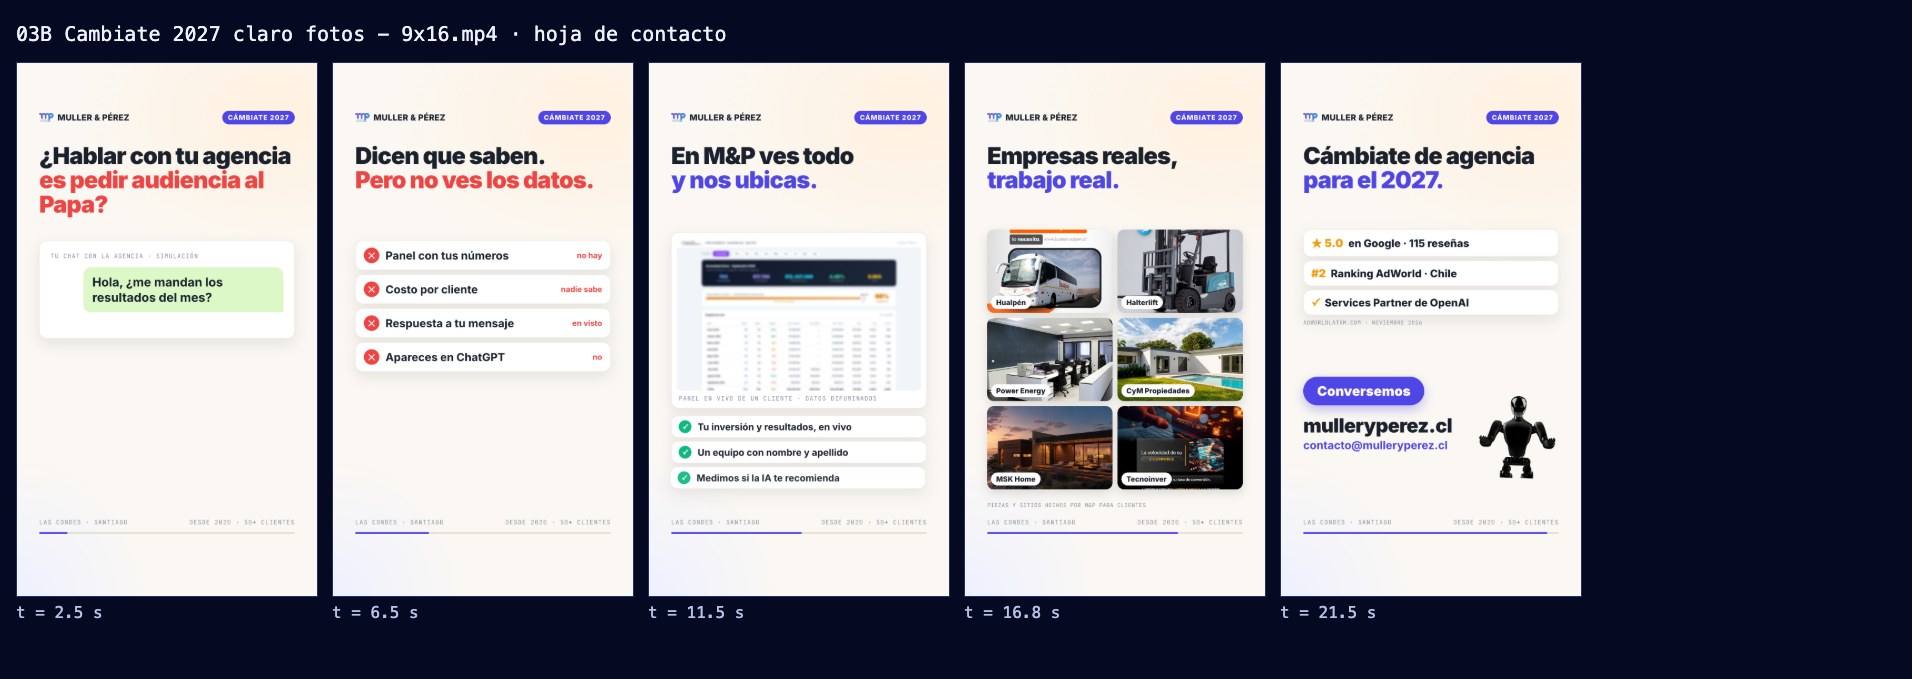 03B Cambiate 2027 claro fotos – 9x16.mp4 · hoja de contacto
MULLER & PÉREZ
CÁMBIATE 2027
¿Hablar con tu agencia
es pedir audiencia al
Papa?
TU CHAT CON LA AGENCIA · SIMULACIÓN
Hola, ¿me mandan los
resultados del mes?
LAS CONDES · SANTIAGO
DESDE 2020 · 50+ CLIENTES
t = 2.5 s
MULLER & PÉREZ
CÁMBIATE 2027
Dicen que saben.
Pero no ves los datos.
Panel con tus números
no hay
Costo por cliente
nadie sabe
Respuesta a tu mensaje
en visto
Apareces en ChatGPT
no
LAS CONDES · SANTIAGO
DESDE 2020 · 50+ CLIENTES
t = 6.5 s
MULLER & PÉREZ
CÁMBIATE 2027
En M&P ves todo
y nos ubicas.
PANEL EN VIVO DE UN CLIENTE · DATOS DIFUMINADOS
Tu inversión y resultados, en vivo
Un equipo con nombre y apellido
Medimos si la IA te recomienda
LAS CONDES · SANTIAGO
DESDE 2020 · 50+ CLIENTES
t = 11.5 s
MULLER & PÉREZ
CÁMBIATE 2027
Empresas reales,
trabajo real.
lo necesita
Hualpén
Halterlift
Power Energy
CyM Propiedades
MSK Home
La velocidad de su
Tecnoinver
PIEZAS Y SITIOS HECHOS POR M&P PARA CLIENTES
LAS CONDES · SANTIAGO
DESDE 2020 · 50+ CLIENTES
t = 16.8 s
MULLER & PÉREZ
CÁMBIATE 2027
Cámbiate de agencia
para el 2027.
★ 5.0 en Google · 115 reseñas
#2 Ranking AdWorld · Chile
✓ Services Partner de OpenAI
ADWORLDLATAM.COM · NOVIEMBRE 2026
Conversemos
mulleryperez.cl
contacto@mulleryperez.cl
LAS CONDES · SANTIAGO
DESDE 2020 · 50+ CLIENTES
t = 21.5 s